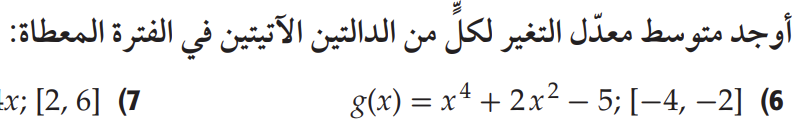 أوجد متوسط معدّل التغير لكلٍّ من الدالتين الآتيتين في الفترة المعطاة:
(6 g(x) = x⁴ + 2x² − 5; [−4, −2] (7 x; [2, 6]